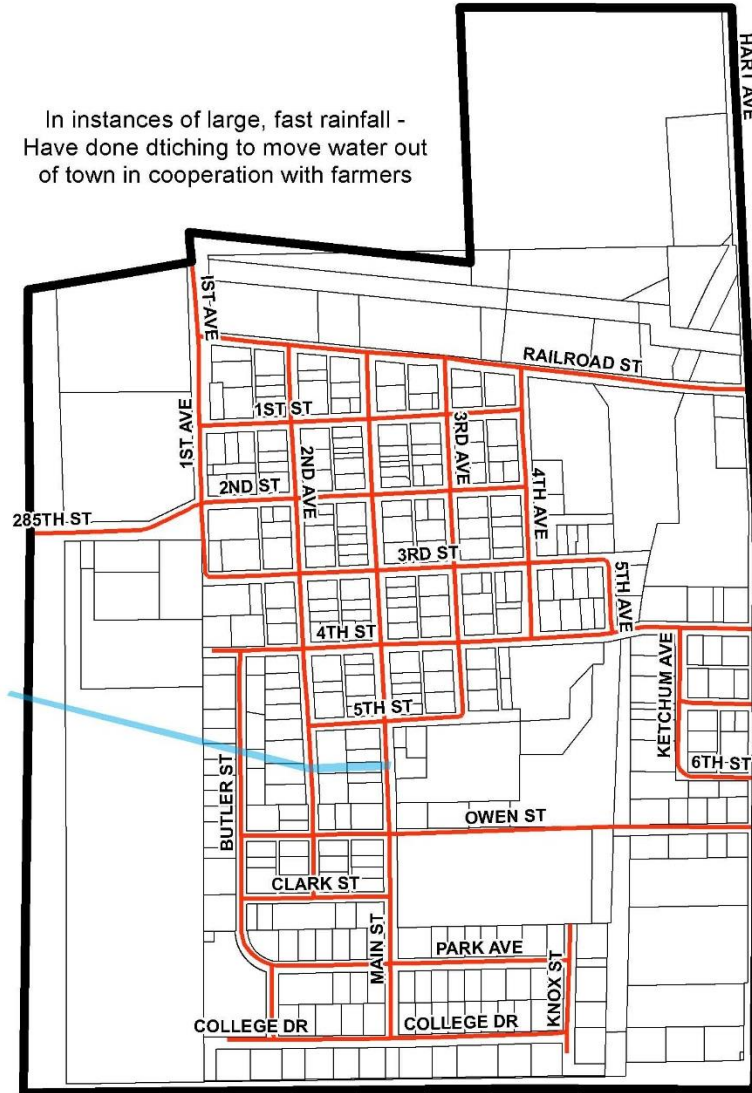 HART AVE
In instances of large, fast rainfall -
Have done dtiching to move water out
of town in cooperation with farmers
1ST AVE
RAILROAD ST
1ST ST
1ST AVE
2ND AVE
3RD AVE
2ND ST
4TH AVE
285TH ST
3RD ST
5TH AVE
4TH ST
KETCHUM AVE
5TH ST
6TH ST
BUTLER ST
OWEN ST
CLARK ST
MAIN ST
PARK AVE
KNOX ST
COLLEGE DR
COLLEGE DR